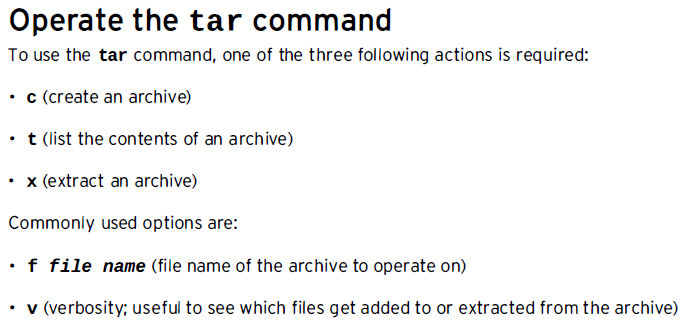 Operate the tar command
To use the tar command, one of the three following actions is required:
• c (create an archive)
• t (list the contents of an archive)
• x (extract an archive)
Commonly used options are:
• f file name (file name of the archive to operate on)
• v (verbosity; useful to see which files get added to or extracted from the archive)